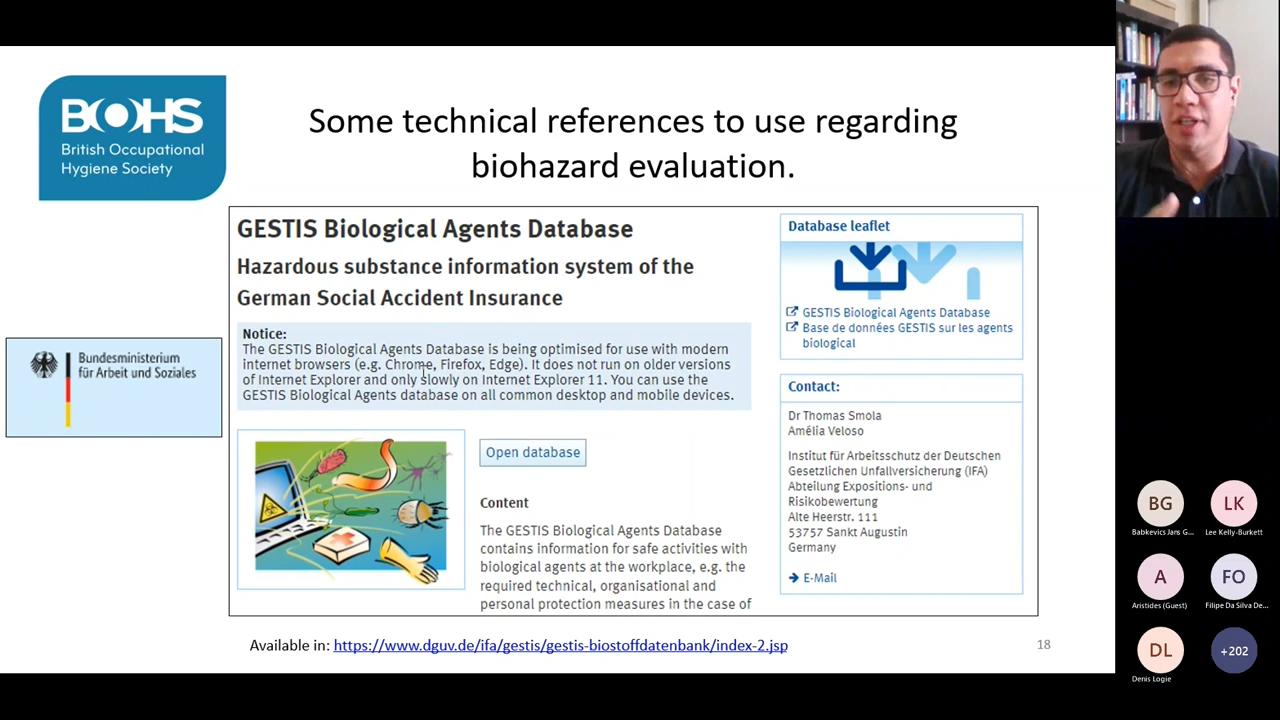 BOHS
British Occupational
Hygiene Society
Some technical references to use regarding
biohazard evaluation.
GESTIS Biological Agents Database
Hazardous substance information system of the
German Social Accident Insurance
Notice:
The GESTIS Biological Agents Database is being optimised for use with modern
internet browsers (e.g. Chrome, Firefox, Edge). It does not run on older versions
of Internet Explorer and only slowly on Internet Explorer 11. You can use the
GESTIS Biological Agents database on all common desktop and mobile devices.
Open database
Content
The GESTIS Biological Agents Database
contains information for safe activities with
biological agents at the workplace, e.g. the
required technical, organisational and
personal protection measures in the case of
Database leaflet
GESTIS Biological Agents Database
Base de données GESTIS sur les agents
biological
Contact:
Dr Thomas Smola
Amélia Veloso
Institut für Arbeitsschutz der Deutschen
Gesetzlichen Unfallversicherung (IFA)
Abteilung Expositions- und
Risikobewertung
Alte Heerstr. 111
53757 Sankt Augustin
Germany
E-Mail
Bundesministerium
für Arbeit und Soziales
Available in: https://www.dguv.de/ifa/gestis/gestis-biostoffdatenbank/index-2.jsp
18
BG
Babkevics Jans G...
LK
Lee Kelly-Burkett
A
Aristides (Guest)
FO
Filipe Da Silva De...
DL
Denis Logie
+202